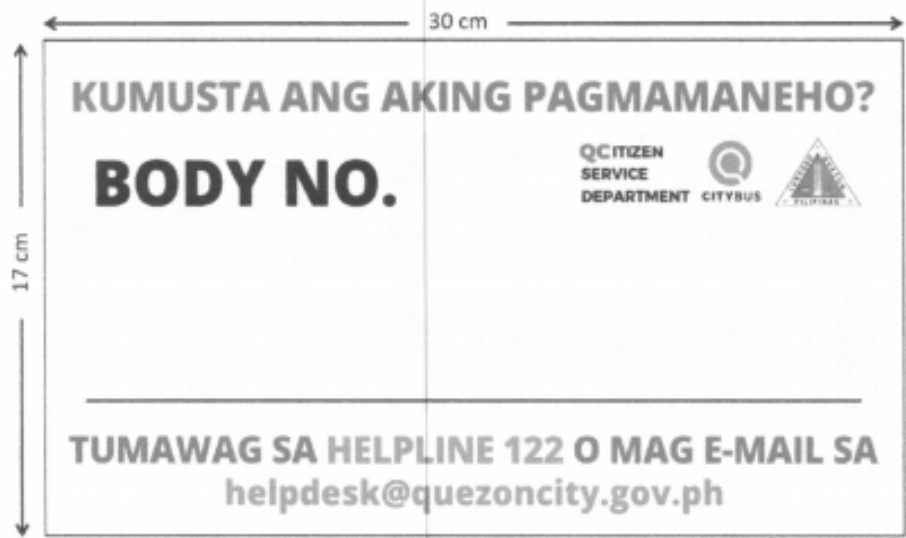 30 cm
17 cm
KUMUSTA ANG AKING PAGMAMANEHO?
BODY NO.
QCITIZEN
SERVICE
DEPARTMENT
CITYBUS
PILIPINAS
TUMAWAG SA HELPLINE 122 O MAG E-MAIL SA
helpdesk@quezoncity.gov.ph